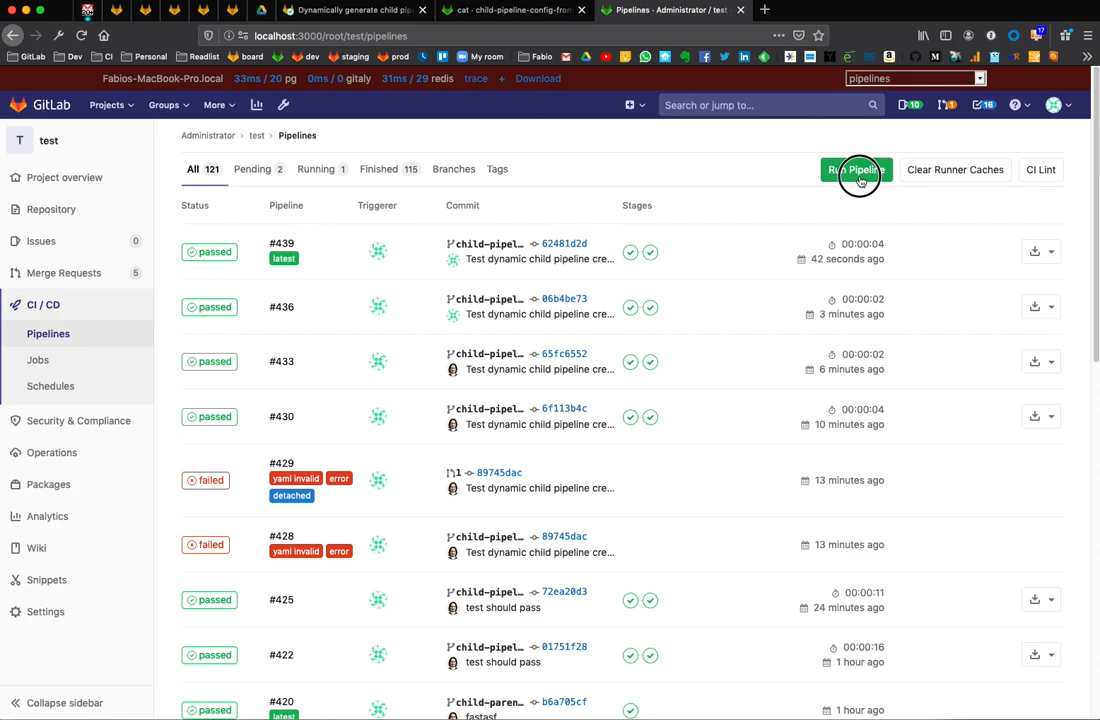 Dynamically generate child pip
cat · child-pipeline-config-from
Pipelines · Administrator / test
localhost:3000/root/test/pipelines
17
GitLab
Dev
CI
Personal
Readlist
board
dev
staging
prod
My room
Fabio
Fabios-MacBook-Pro.local
33ms / 20 pg
0ms / 0 gitaly
31ms / 29 redis
trace
+
Download
pipelines
GitLab
Projects
Groups
More
Search or jump to...
10
1
16
T
test
Administrator › test › Pipelines
Project overview
Repository
Issues 0
Merge Requests 5
CI / CD
Pipelines
Jobs
Schedules
Security & Compliance
Operations
Packages
Analytics
Wiki
Snippets
Settings
Collapse sidebar
All 121
Pending 2
Running 1
Finished 115
Branches
Tags
Run Pipeline
Clear Runner Caches
CI Lint
Status Pipeline Triggerer Commit Stages
passed #439 child-pipel... 62481d2d 00:00:04
latest Test dynamic child pipeline cre... 42 seconds ago
passed #436 child-pipel... 06b4be73 00:00:02
Test dynamic child pipeline cre... 3 minutes ago
passed #433 child-pipel... 65fc6552 00:00:02
Test dynamic child pipeline cre... 6 minutes ago
passed #430 child-pipel... 6f113b4c 00:00:04
Test dynamic child pipeline cre... 10 minutes ago
failed #429 1 89745dac
yaml invalid error detached Test dynamic child pipeline cre... 13 minutes ago
failed #428 child-pipel... 89745dac
yaml invalid error Test dynamic child pipeline cre... 13 minutes ago
passed #425 child-pipel... 72ea20d3 00:00:11
test should pass 24 minutes ago
passed #422 child-pipel... 01751f28 00:00:16
test should pass 1 hour ago
passed #420 child-paren... b6a705cf
latest fastasf 1 hour ago